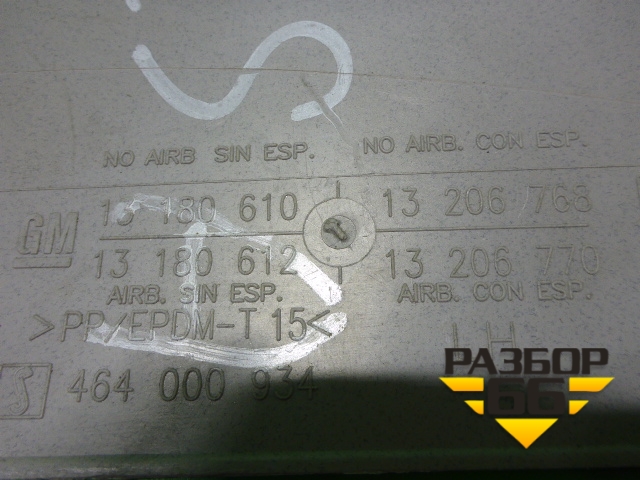 NO AIRB SIN ESP. NO AIRB. CON ESP.
GM 13 180 610 13 206 768
13 180 612 13 206 770
AIRB. SIN ESP. AIRB. CON ESP.
>PP/EPDM-T 15< LH
464 000 934
РАЗБОР
66